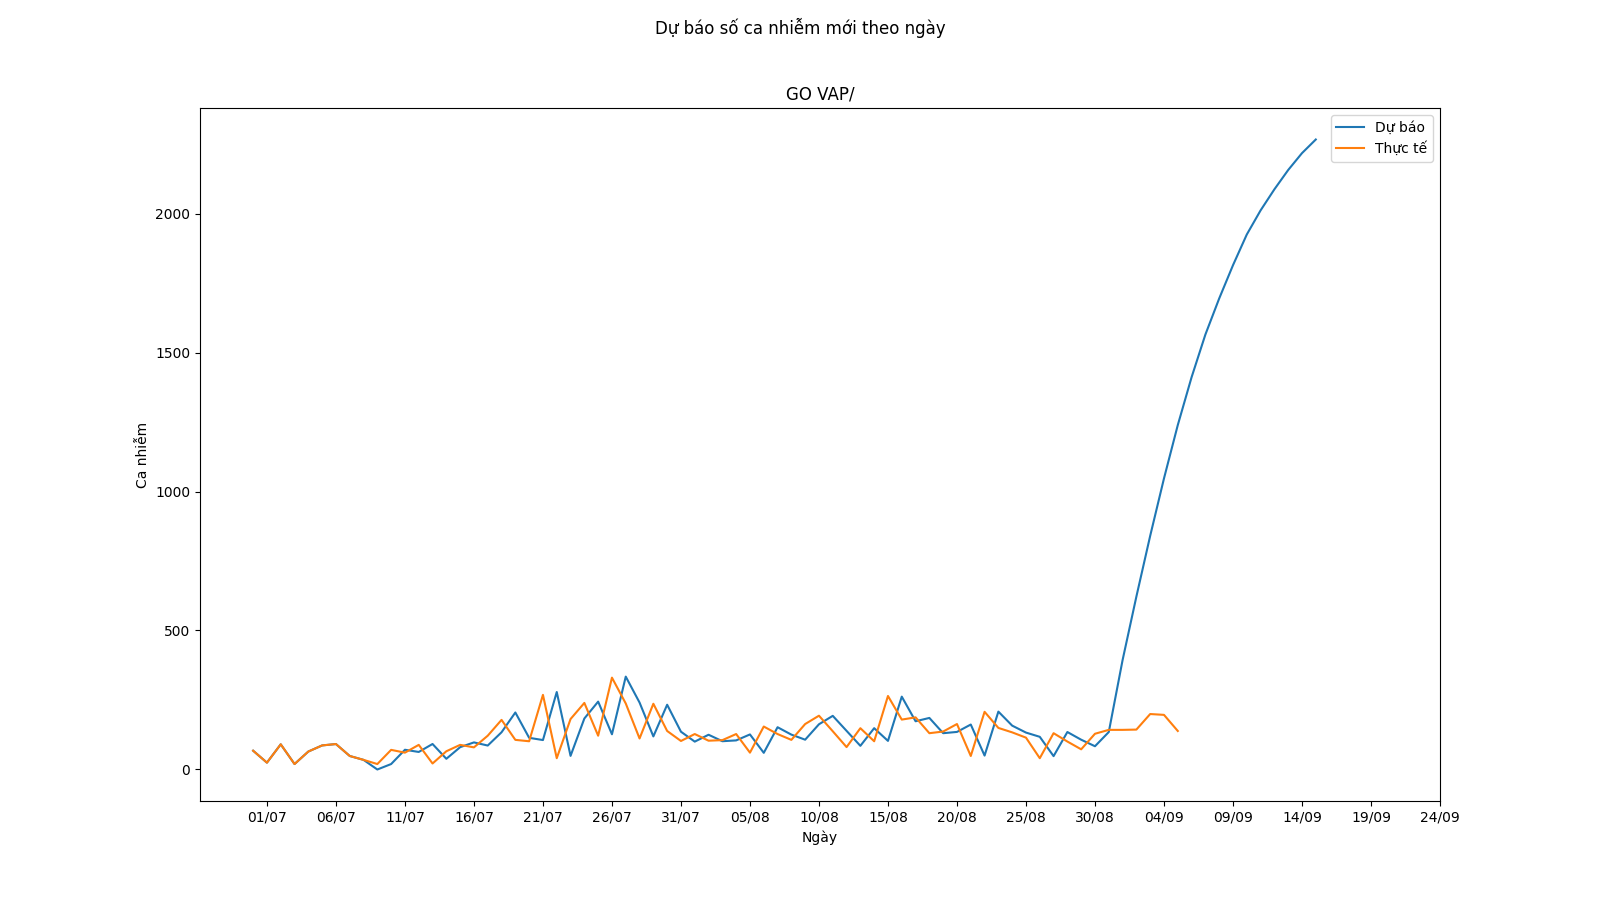 Dự báo số ca nhiễm mới theo ngày
GO VAP/
Dự báo
Thực tế
2000
1500
1000
500
0
Ca nhiễm
01/07 06/07 11/07 16/07 21/07 26/07 31/07 05/08 10/08 15/08 20/08 25/08 30/08 04/09 09/09 14/09 19/09 24/09
Ngày